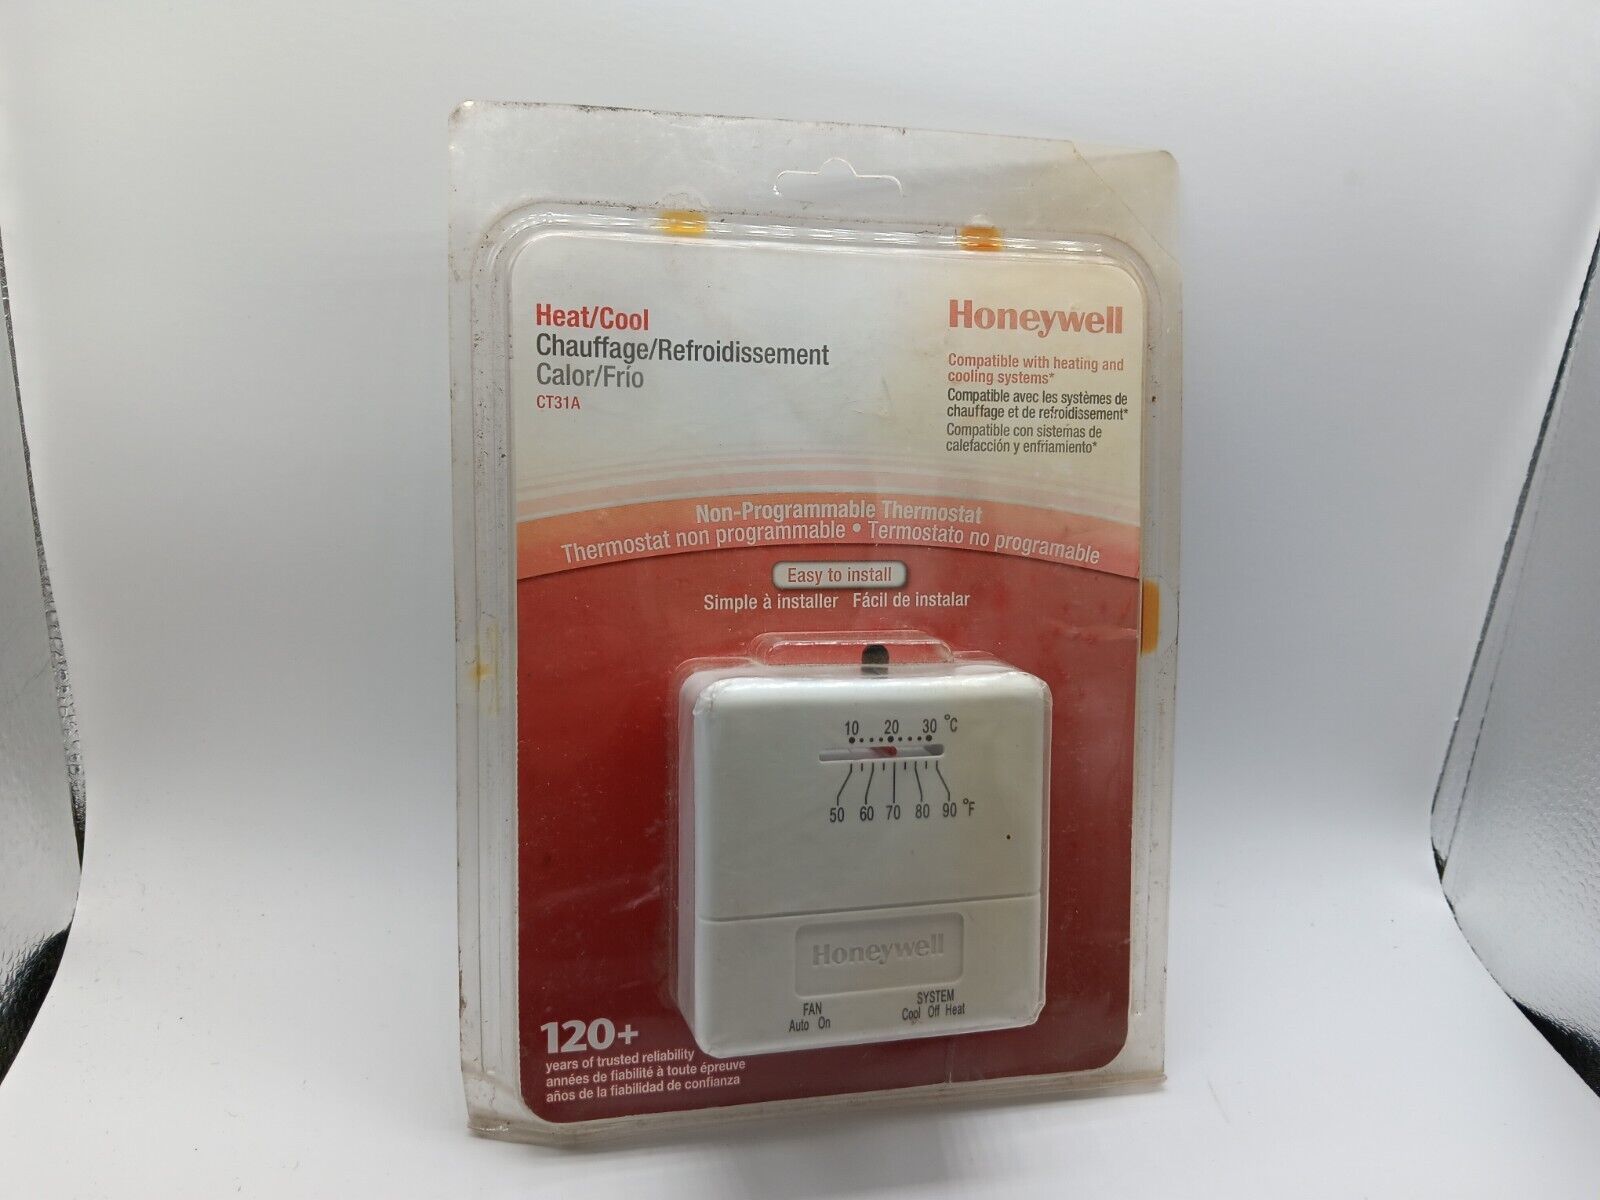 Heat/Cool
Chauffage/Refroidissement
Calor/Frío
CT31A
Honeywell
Compatible with heating and
cooling systems*
Compatible avec les systèmes de
chauffage et de refroidissement*
Compatible con sistemas de
calefacción y enfriamiento*
Non-Programmable Thermostat
Thermostat non programmable • Termostato no programable
Easy to install
Simple à installer Fácil de instalar
10 20 30 °C
50 60 70 80 90 °F
Honeywell
FAN
Auto On
SYSTEM
Cool Off Heat
120+
years of trusted reliability
années de fiabilité à toute épreuve
años de la fiabilidad de confianza